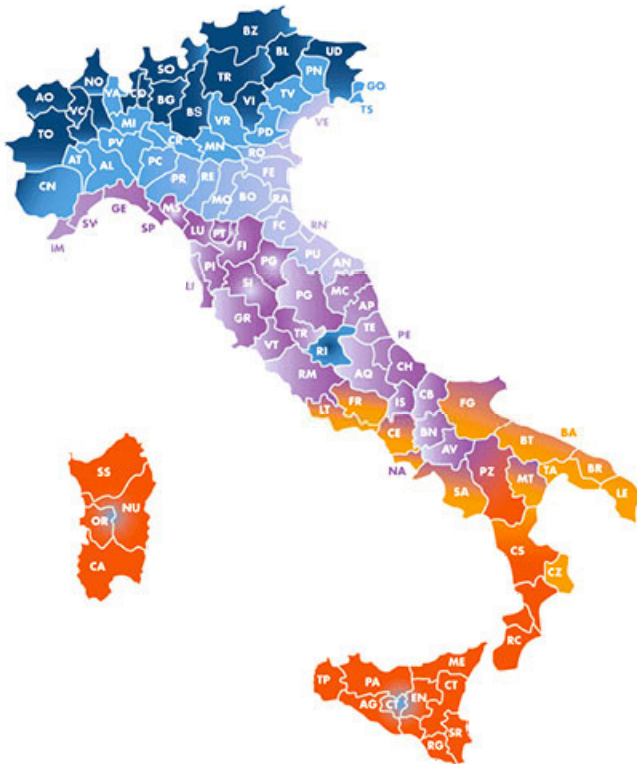 BZ
BL
UD
SO
NO
TR
PN
GO
AO
VA
CO
BG
BS
VI
TV
TS
VC
MI
VR
PD
VE
TO
PV
CR
MN
RO
AT
AL
PC
PR
RE
FE
CN
MO
BO
RA
GE
MS
SV
SP
LU
PT
FI
FC
RN
IM
PU
AN
PI
PG
LI
SI
PG
MC
AP
GR
TR
TE
VT
RI
PE
AQ
CH
RM
FR
IS
CB
FG
LT
CE
BN
BT
BA
NA
AV
PZ
MT
TA
BR
SA
LE
SS
NU
OR
CS
CA
CZ
RC
ME
TP
PA
CT
AG
CT
EN
SR
RG